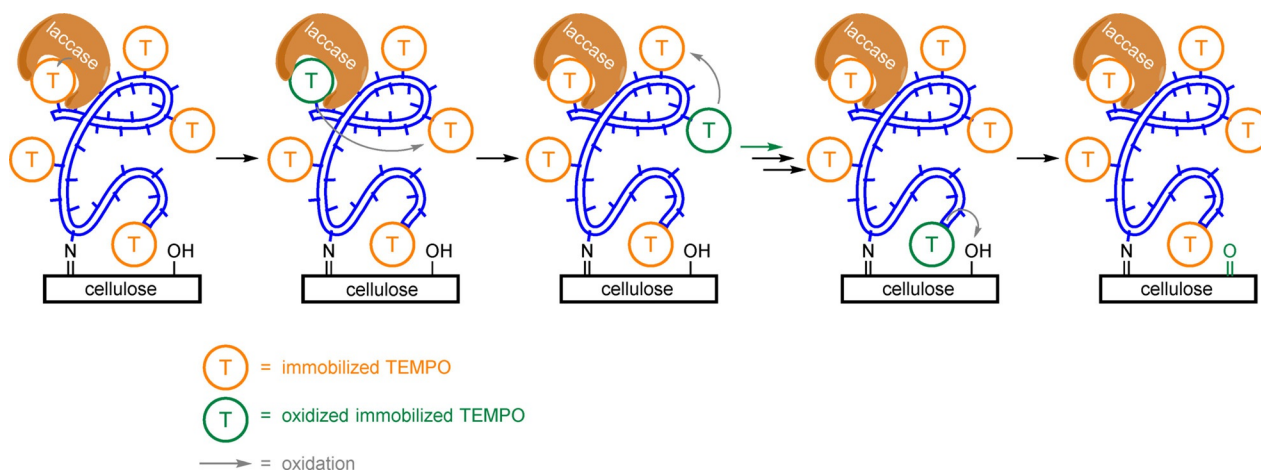 laccase laccase laccase laccase laccase
T T T T T
T T T T T
T T T T T
T T T T T
T T T T T
N OH N OH N OH N OH N O
cellulose cellulose cellulose cellulose cellulose
T = immobilized TEMPO
T = oxidized immobilized TEMPO
= oxidation